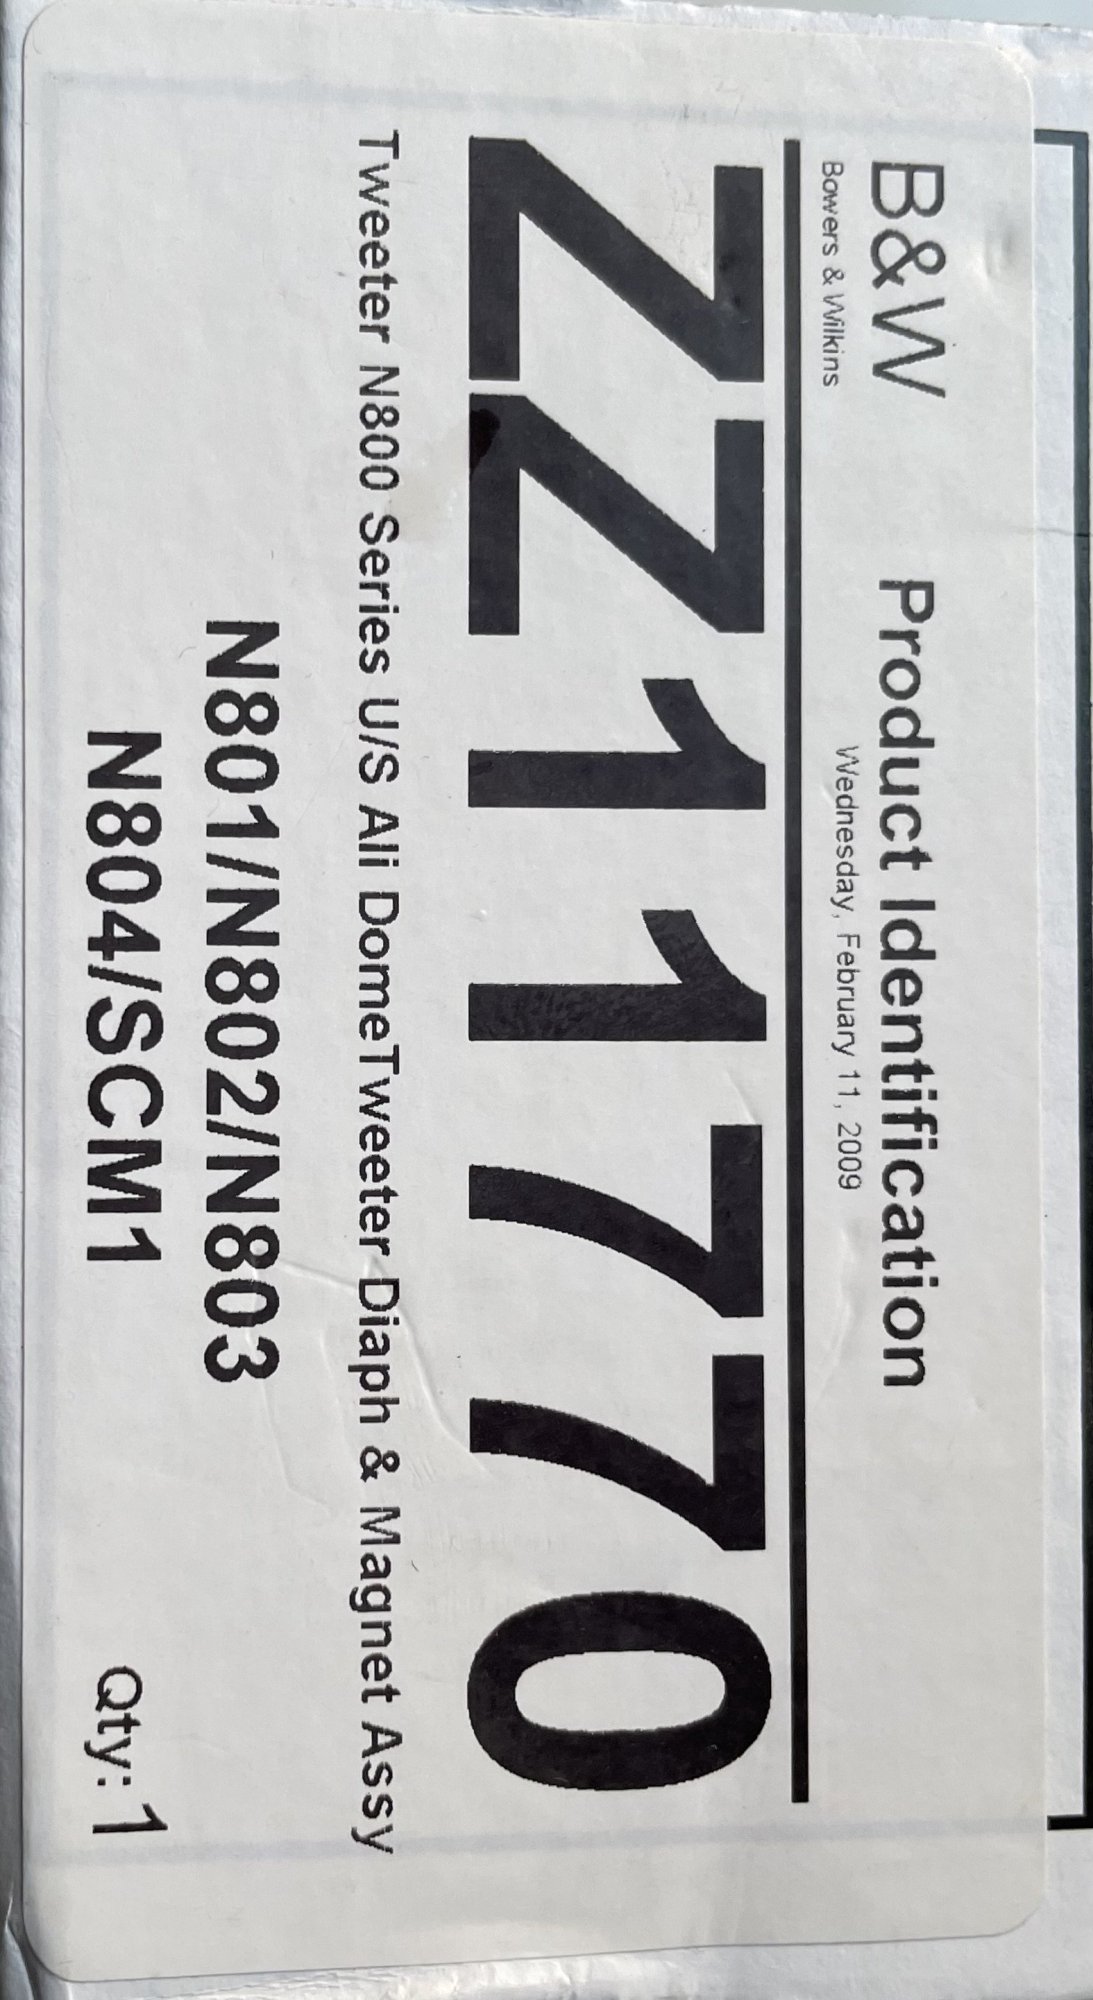 B&W Product Identification
Bowers & Wilkins Wednesday, February 11, 2009
ZZ11770
Tweeter N800 Series U/S Ali DomeTweeter Diaph & Magnet Assy
N801/N802/N803
N804/SCM1 Qty: 1